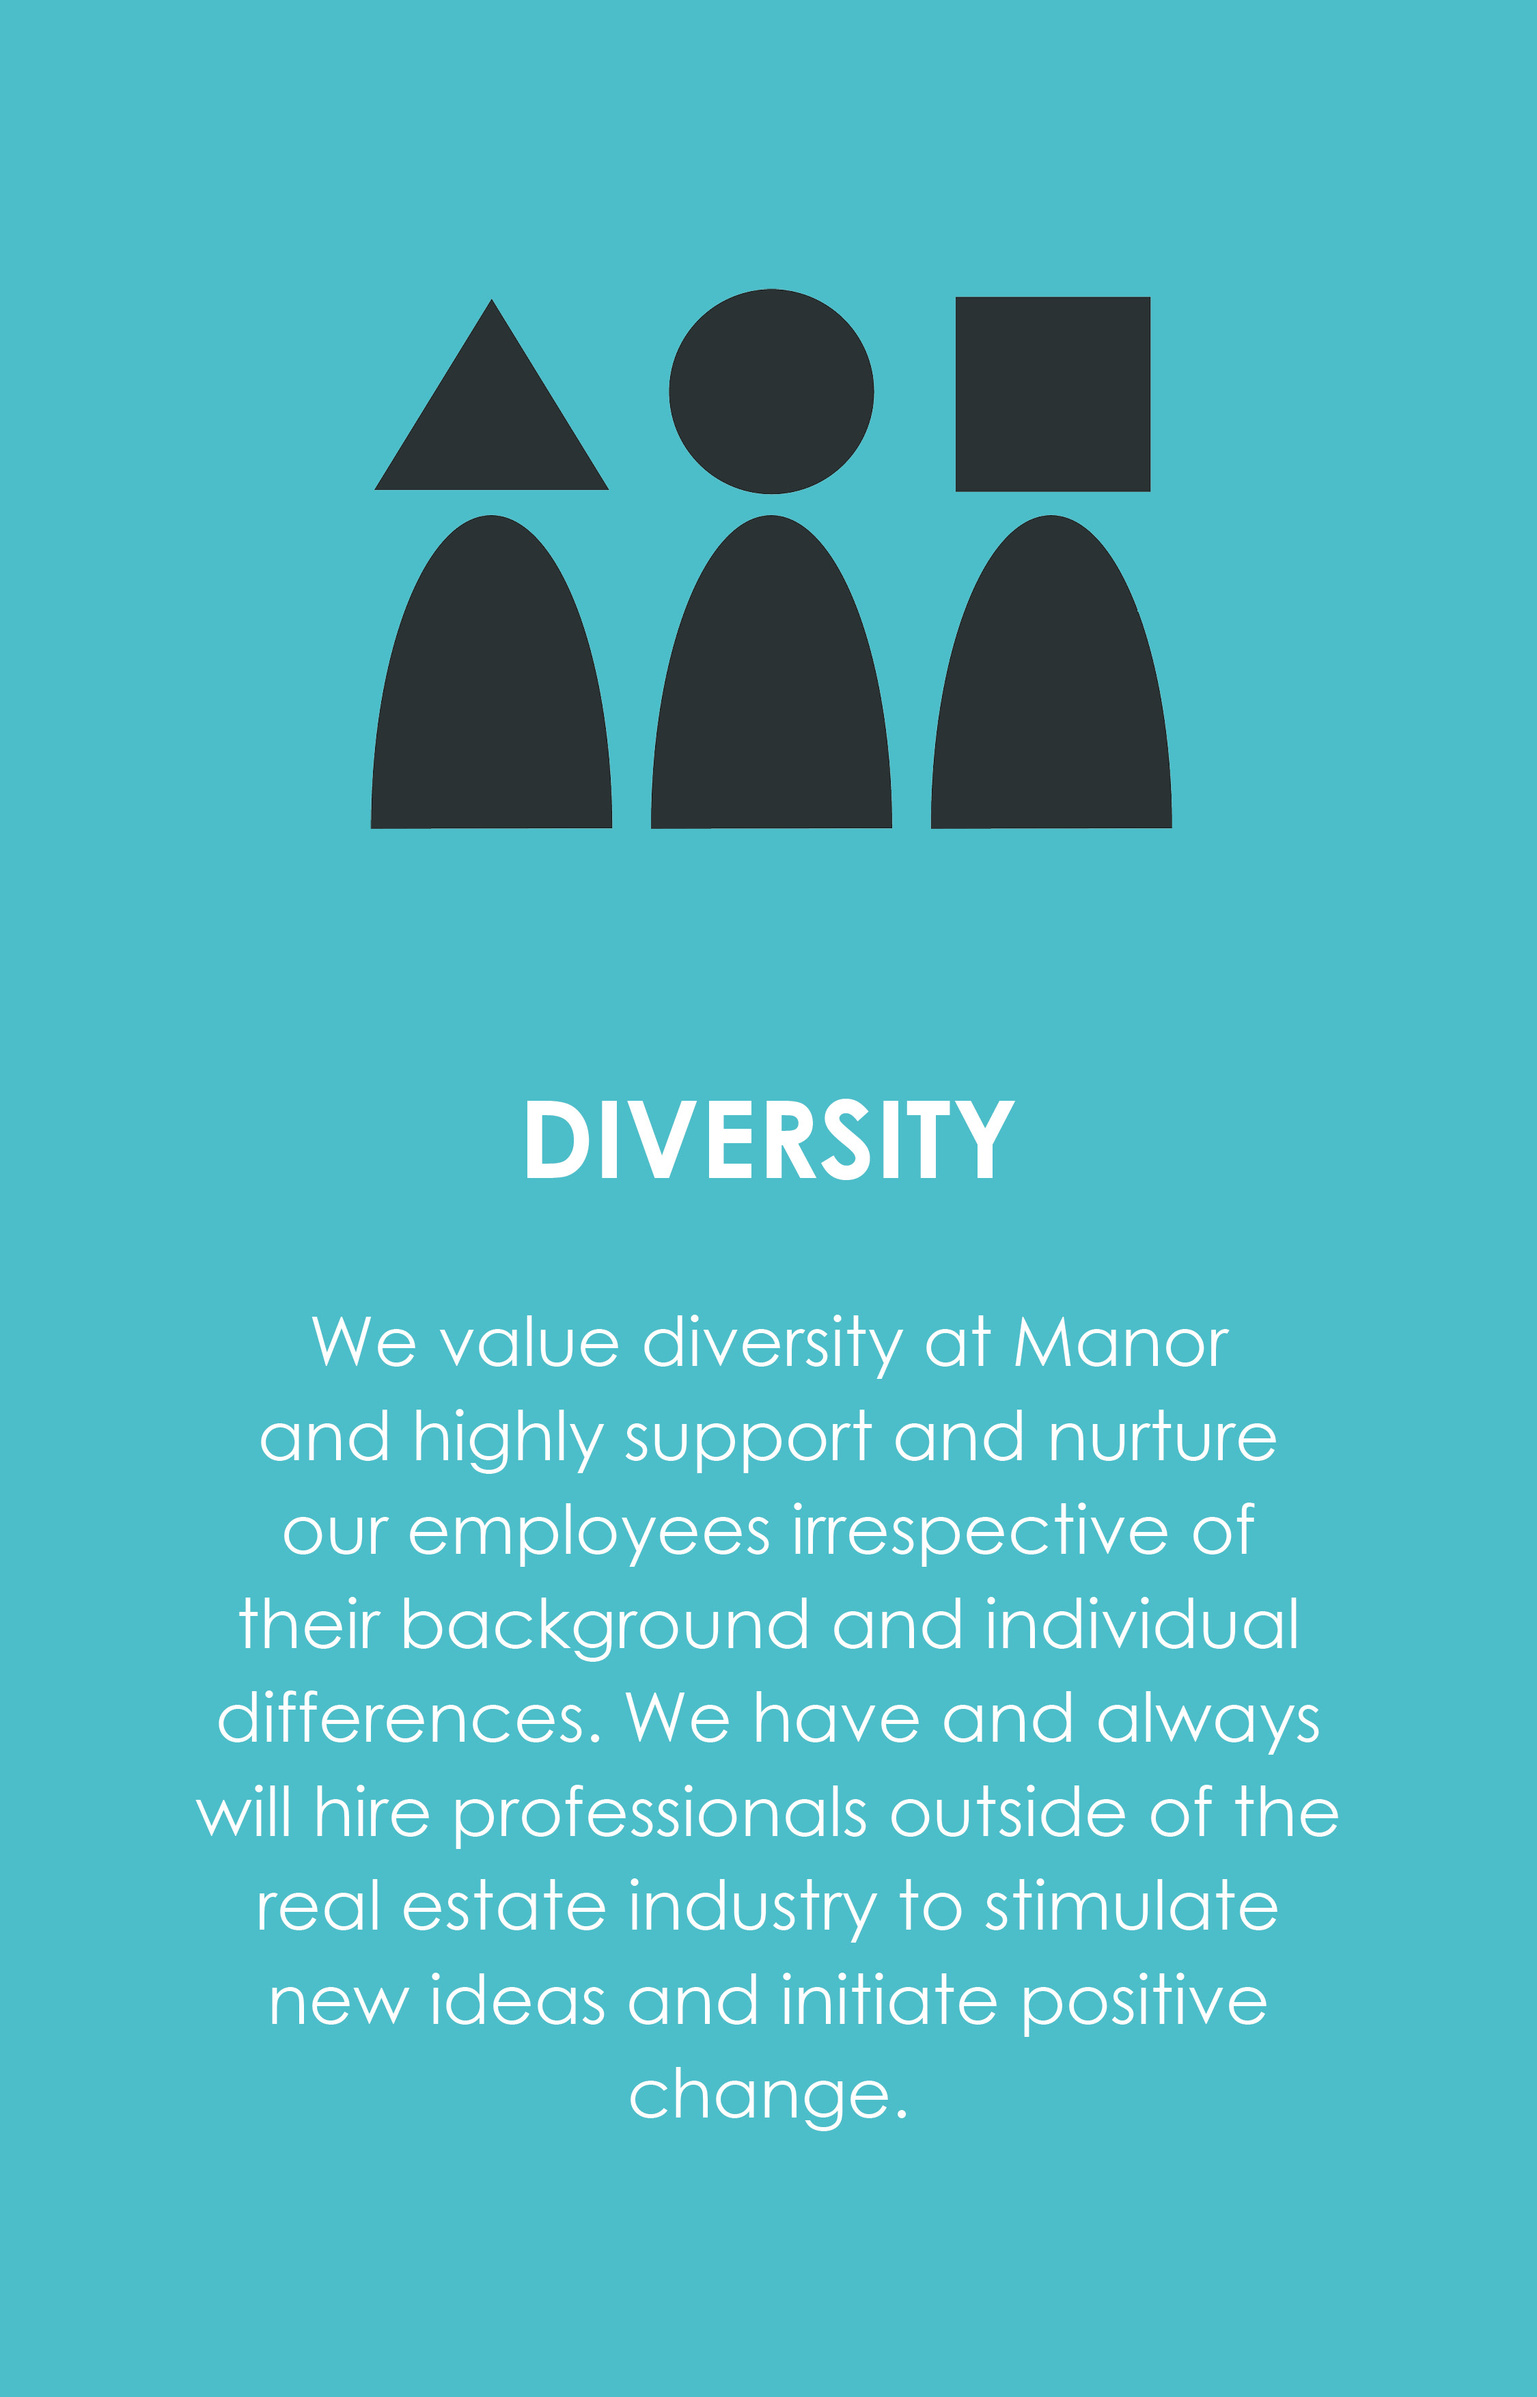 DIVERSITY
We value diversity at Manor
and highly support and nurture
our employees irrespective of
their background and individual
differences. We have and always
will hire professionals outside of the
real estate industry to stimulate
new ideas and initiate positive
change.